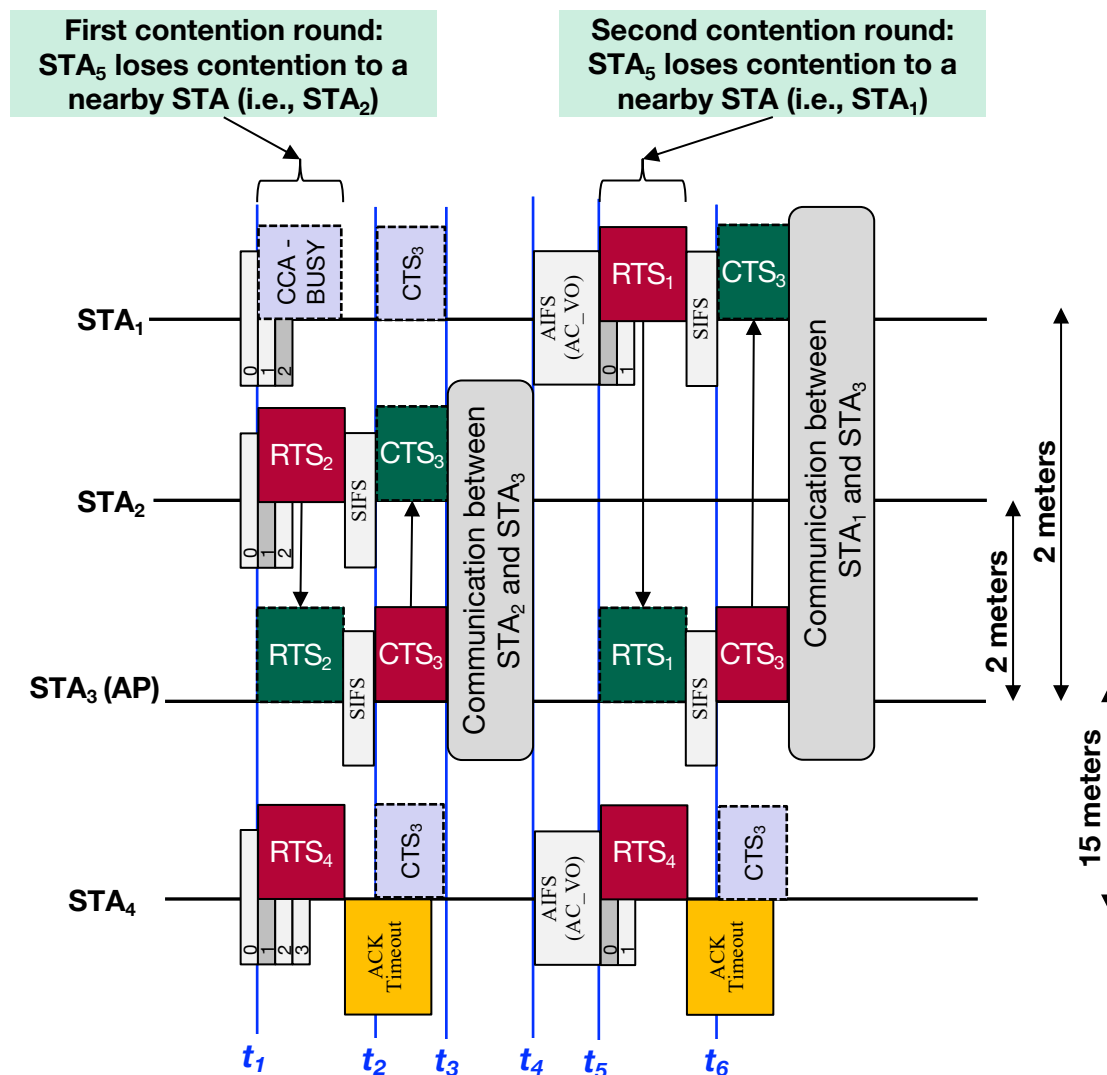 First contention round:
STA5 loses contention to a
nearby STA (i.e., STA2)
Second contention round:
STA5 loses contention to a
nearby STA (i.e., STA1)
STA1
0
1
2
CCA -
BUSY
CTS3
AIFS
(AC_VO)
RTS1
0
1
SIFS
CTS3
STA2
0
1
2
RTS2
SIFS
CTS3
Communication between
STA2 and STA3
Communication between
STA1 and STA3
STA3 (AP)
RTS2
SIFS
CTS3
RTS1
SIFS
CTS3
STA4
0
1
2
3
RTS4
ACK
Timeout
CTS3
AIFS
(AC_VO)
RTS4
0
1
ACK
Timeout
CTS3
2 meters
2 meters
15 meters
t1
t2
t3
t4
t5
t6